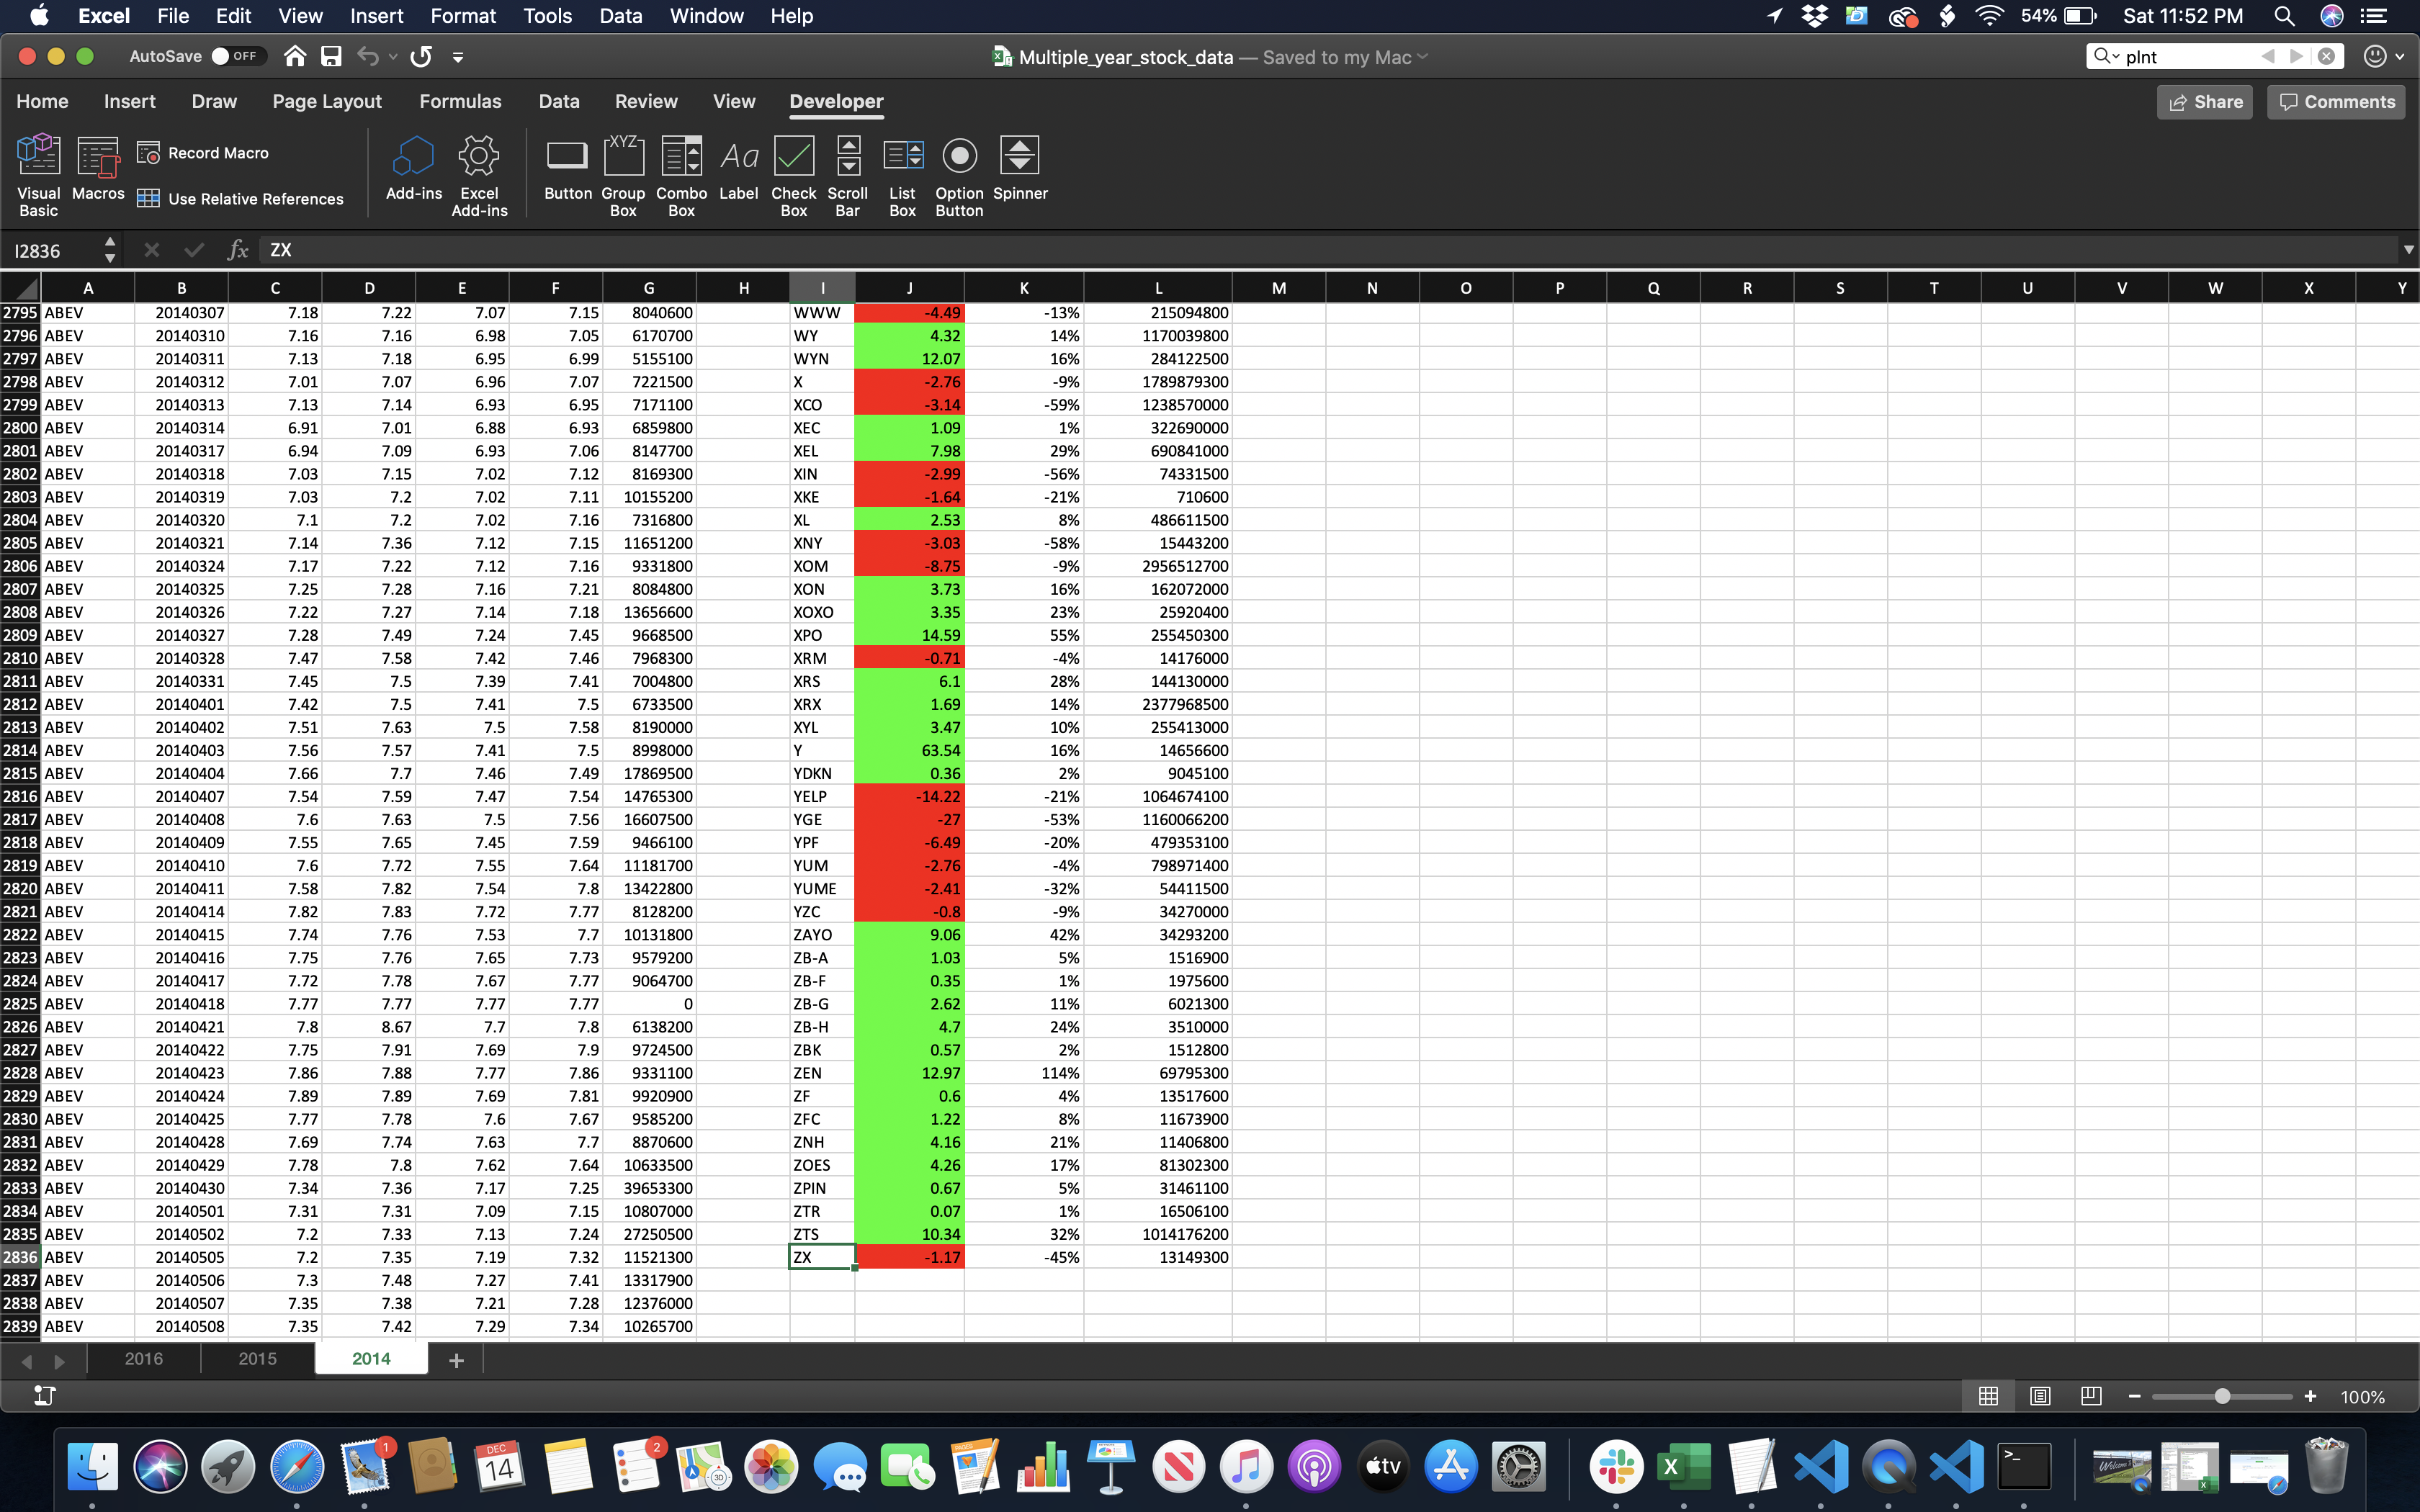 Excel File Edit View Insert Format Tools Data Window Help 54% Sat 11:52 PM
AutoSave OFF Multiple_year_stock_data — Saved to my Mac plnt
Home Insert Draw Page Layout Formulas Data Review View Developer Share Comments
Visual Basic Macros Record Macro Use Relative References Add-ins Excel Add-ins XYZ Aa Button Group Box Combo Box Label Check Box Scroll Bar List Box Option Button Spinner
I2836 fx ZX
A B C D E F G H I J K L M N O P Q R S T U V W X Y
2795 ABEV 20140307 7.18 7.22 7.07 7.15 8040600 WWW -4.49 -13% 215094800
2796 ABEV 20140310 7.16 7.16 6.98 7.05 6170700 WY 4.32 14% 1170039800
2797 ABEV 20140311 7.13 7.18 6.95 6.99 5155100 WYN 12.07 16% 284122500
2798 ABEV 20140312 7.01 7.07 6.96 7.07 7221500 X -2.76 -9% 1789879300
2799 ABEV 20140313 7.13 7.14 6.93 6.95 7171100 XCO -3.14 -59% 1238570000
2800 ABEV 20140314 6.91 7.01 6.88 6.93 6859800 XEC 1.09 1% 322690000
2801 ABEV 20140317 6.94 7.09 6.93 7.06 8147700 XEL 7.98 29% 690841000
2802 ABEV 20140318 7.03 7.15 7.02 7.12 8169300 XIN -2.99 -56% 74331500
2803 ABEV 20140319 7.03 7.2 7.02 7.11 10155200 XKE -1.64 -21% 710600
2804 ABEV 20140320 7.1 7.2 7.02 7.16 7316800 XL 2.53 8% 486611500
2805 ABEV 20140321 7.14 7.36 7.12 7.15 11651200 XNY -3.03 -58% 15443200
2806 ABEV 20140324 7.17 7.22 7.12 7.16 9331800 XOM -8.75 -9% 2956512700
2807 ABEV 20140325 7.25 7.28 7.16 7.21 8084800 XON 3.73 16% 162072000
2808 ABEV 20140326 7.22 7.27 7.14 7.18 13656600 XOXO 3.35 23% 25920400
2809 ABEV 20140327 7.28 7.49 7.24 7.45 9668500 XPO 14.59 55% 255450300
2810 ABEV 20140328 7.47 7.58 7.42 7.46 7968300 XRM -0.71 -4% 14176000
2811 ABEV 20140331 7.45 7.5 7.39 7.41 7004800 XRS 6.1 28% 144130000
2812 ABEV 20140401 7.42 7.5 7.41 7.5 6733500 XRX 1.69 14% 2377968500
2813 ABEV 20140402 7.51 7.63 7.5 7.58 8190000 XYL 3.47 10% 255413000
2814 ABEV 20140403 7.56 7.57 7.41 7.5 8998000 Y 63.54 16% 14656600
2815 ABEV 20140404 7.66 7.7 7.46 7.49 17869500 YDKN 0.36 2% 9045100
2816 ABEV 20140407 7.54 7.59 7.47 7.54 14765300 YELP -14.22 -21% 1064674100
2817 ABEV 20140408 7.6 7.63 7.5 7.56 16607500 YGE -27 -53% 1160066200
2818 ABEV 20140409 7.55 7.65 7.45 7.59 9466100 YPF -6.49 -20% 479353100
2819 ABEV 20140410 7.6 7.72 7.55 7.64 11181700 YUM -2.76 -4% 798971400
2820 ABEV 20140411 7.58 7.82 7.54 7.8 13422800 YUME -2.41 -32% 54411500
2821 ABEV 20140414 7.82 7.83 7.72 7.77 8128200 YZC -0.8 -9% 34270000
2822 ABEV 20140415 7.74 7.76 7.53 7.7 10131800 ZAYO 9.06 42% 34293200
2823 ABEV 20140416 7.75 7.76 7.65 7.73 9579200 ZB-A 1.03 5% 1516900
2824 ABEV 20140417 7.72 7.78 7.67 7.77 9064700 ZB-F 0.35 1% 1975600
2825 ABEV 20140418 7.77 7.77 7.77 7.77 0 ZB-G 2.62 11% 6021300
2826 ABEV 20140421 7.8 8.67 7.7 7.8 6138200 ZB-H 4.7 24% 3510000
2827 ABEV 20140422 7.75 7.91 7.69 7.9 9724500 ZBK 0.57 2% 1512800
2828 ABEV 20140423 7.86 7.88 7.77 7.86 9331100 ZEN 12.97 114% 69795300
2829 ABEV 20140424 7.89 7.89 7.69 7.81 9920900 ZF 0.6 4% 13517600
2830 ABEV 20140425 7.77 7.78 7.6 7.67 9585200 ZFC 1.22 8% 11673900
2831 ABEV 20140428 7.69 7.74 7.63 7.7 8870600 ZNH 4.16 21% 11406800
2832 ABEV 20140429 7.78 7.8 7.62 7.64 10633500 ZOES 4.26 17% 81302300
2833 ABEV 20140430 7.34 7.36 7.17 7.25 39653300 ZPIN 0.67 5% 31461100
2834 ABEV 20140501 7.31 7.31 7.09 7.15 10807000 ZTR 0.07 1% 16506100
2835 ABEV 20140502 7.2 7.33 7.13 7.24 27250500 ZTS 10.34 32% 1014176200
2836 ABEV 20140505 7.2 7.35 7.19 7.32 11521300 ZX -1.17 -45% 13149300
2837 ABEV 20140506 7.3 7.48 7.27 7.41 13317900
2838 ABEV 20140507 7.35 7.38 7.21 7.28 12376000
2839 ABEV 20140508 7.35 7.42 7.29 7.34 10265700
2016 2015 2014 +
100%
1 DEC 14 2 3D PAGES tv X >_ Welcome